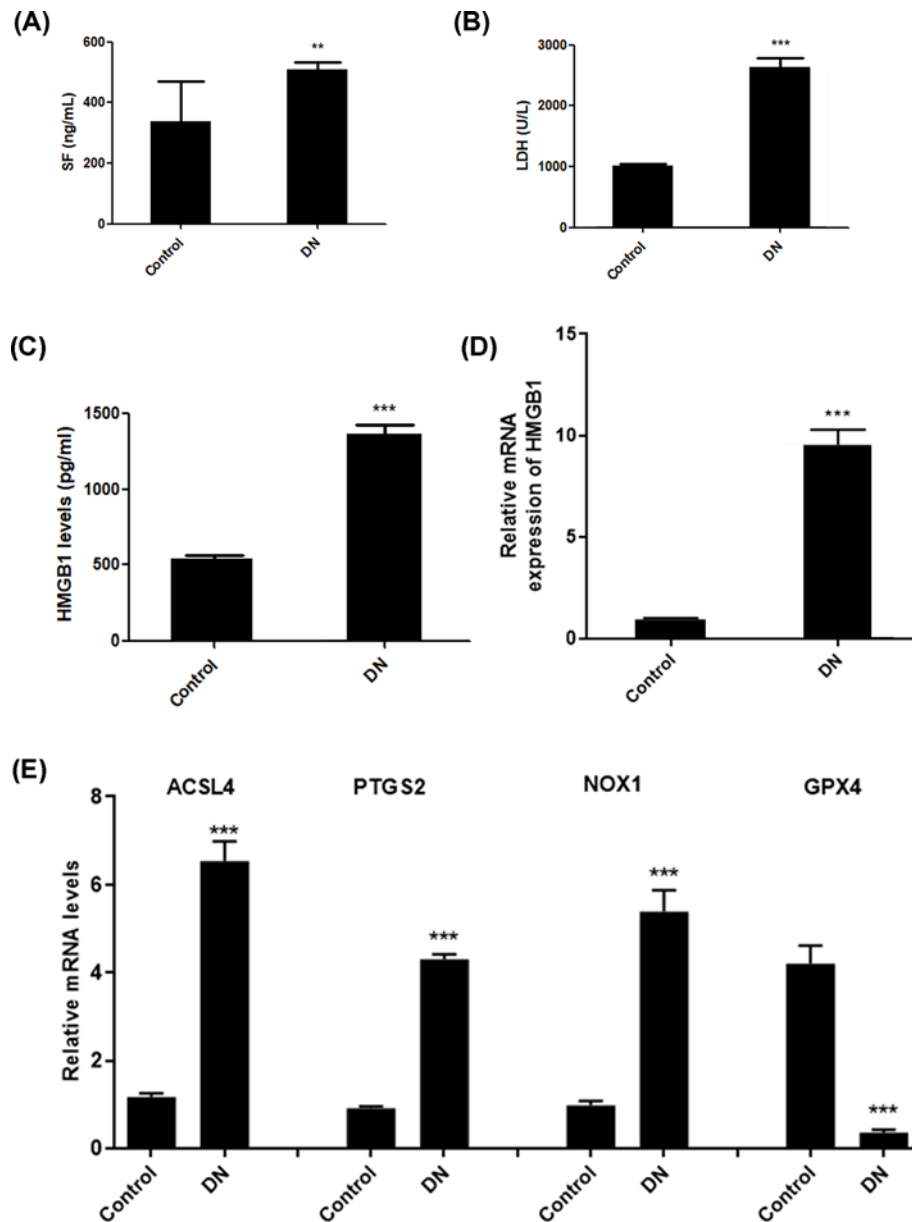 (A)
SF (ng/mL)
600
400
200
0
**
Control
DN
(B)
LDH (U/L)
3000
2000
1000
0
***
Control
DN
(C)
HMGB1 levels (pg/ml)
1500
1000
500
0
***
Control
DN
(D)
Relative mRNA
expression of HMGB1
15
10
5
0
***
Control
DN
(E)
Relative mRNA levels
8
6
4
2
0
ACSL4
PTGS2
NOX1
GPX4
***
***
***
***
Control
DN
Control
DN
Control
DN
Control
DN